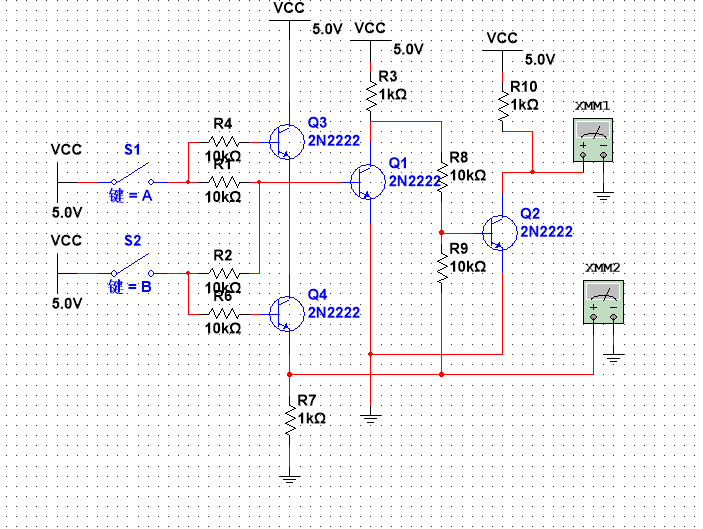 VCC
5.0V
VCC
5.0V
VCC
5.0V
R3
1kΩ
R10
1kΩ
XMM1
R4
10kΩ
Q3
2N2222
VCC
5.0V
S1
键 = A
R1
10kΩ
Q1
2N2222
R8
10kΩ
Q2
2N2222
VCC
5.0V
S2
键 = B
R2
10kΩ
R9
10kΩ
XMM2
R6
10kΩ
Q4
2N2222
R7
1kΩ